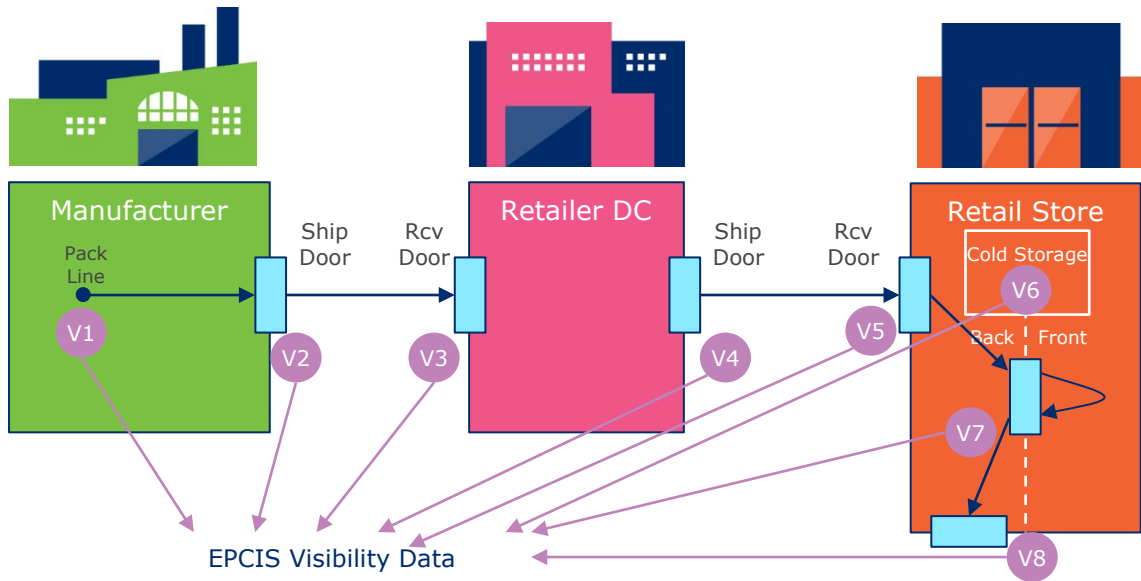 Manufacturer
Retailer DC
Retail Store
Pack
Line
Ship
Door
Rcv
Door
Ship
Door
Rcv
Door
Cold Storage
V6
V1
V2
V3
V4
V5
Back
Front
V7
EPCIS Visibility Data
V8